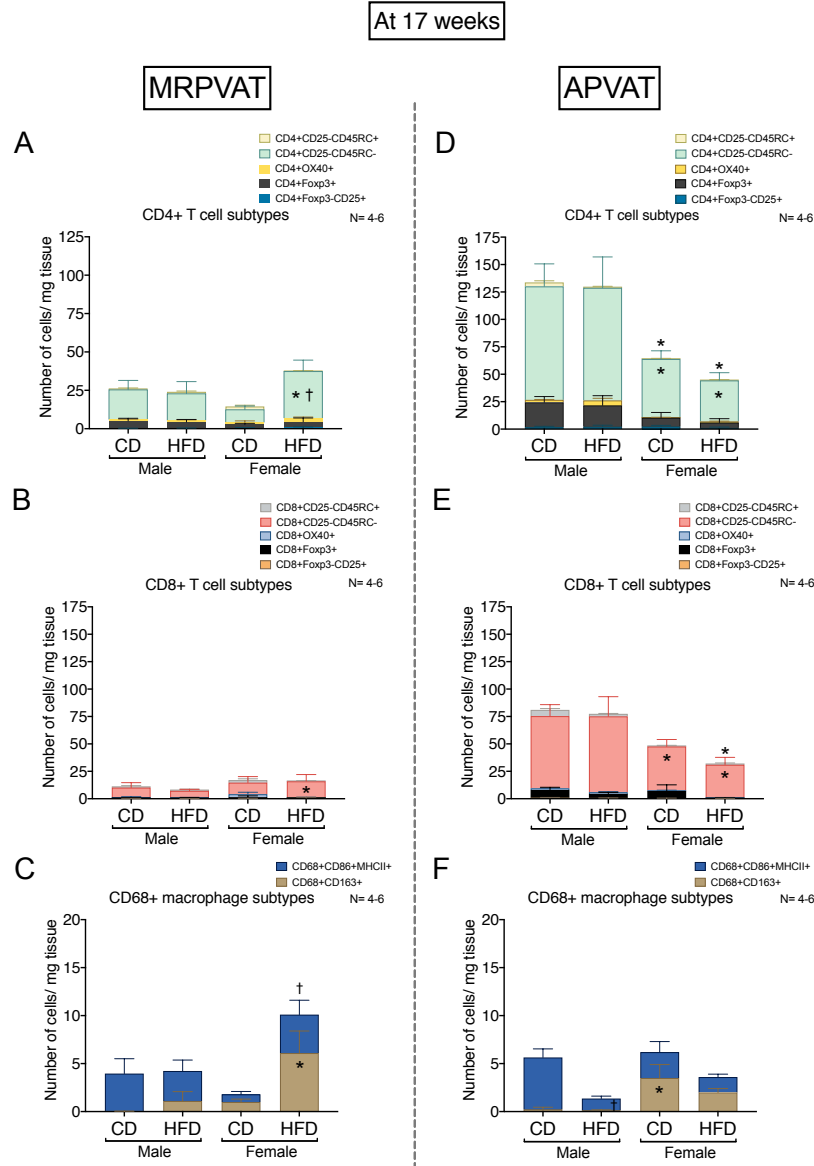 At 17 weeks
MRPVAT
APVAT
A
CD4+CD25-CD45RC+
CD4+CD25-CD45RC-
CD4+OX40+
CD4+Foxp3+
CD4+Foxp3-CD25+
CD4+ T cell subtypes
N= 4-6
Number of cells/ mg tissue
125
100
75
50
25
0
* †
CD
HFD
CD
HFD
Male
Female
D
CD4+CD25-CD45RC+
CD4+CD25-CD45RC-
CD4+OX40+
CD4+Foxp3+
CD4+Foxp3-CD25+
CD4+ T cell subtypes
N= 4-6
Number of cells/ mg tissue
175
150
125
100
75
50
25
0
*
*
*
*
CD
HFD
CD
HFD
Male
Female
B
CD8+CD25-CD45RC+
CD8+CD25-CD45RC-
CD8+OX40+
CD8+Foxp3+
CD8+Foxp3-CD25+
CD8+ T cell subtypes
N= 4-6
Number of cells/ mg tissue
175
150
125
100
75
50
25
0
*
CD
HFD
CD
HFD
Male
Female
E
CD8+CD25-CD45RC+
CD8+CD25-CD45RC-
CD8+OX40+
CD8+Foxp3+
CD8+Foxp3-CD25+
CD8+ T cell subtypes
N= 4-6
Number of cells/ mg tissue
175
150
125
100
75
50
25
0
*
*
*
CD
HFD
CD
HFD
Male
Female
C
CD68+CD86+MHCII+
CD68+CD163+
CD68+ macrophage subtypes
N= 4-6
Number of cells/ mg tissue
20
15
10
5
0
†
*
CD
HFD
CD
HFD
Male
Female
F
CD68+CD86+MHCII+
CD68+CD163+
CD68+ macrophage subtypes
N= 4-6
Number of cells/ mg tissue
20
15
10
5
0
†
*
CD
HFD
CD
HFD
Male
Female